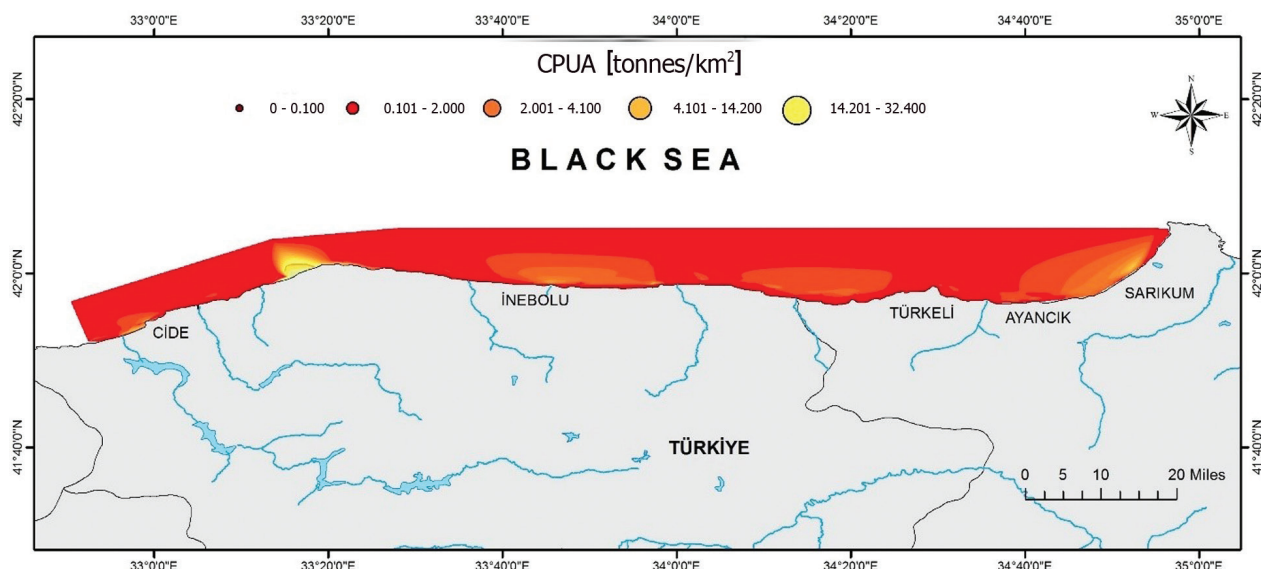 33°0'0"E 33°20'0"E 33°40'0"E 34°0'0"E 34°20'0"E 34°40'0"E 35°0'0"E
CPUA [tonnes/km²]
0 - 0.100 0.101 - 2.000 2.001 - 4.100 4.101 - 14.200 14.201 - 32.400
42°20'0"N 42°20'0"N
N
W E
S
BLACK SEA
42°0'0"N 42°0'0"N
SARIKUM
İNEBOLU
TÜRKELİ AYANCIK
CİDE
41°40'0"N 41°40'0"N
TÜRKİYE
0 5 10 20 Miles
33°0'0"E 33°20'0"E 33°40'0"E 34°0'0"E 34°20'0"E 34°40'0"E 35°0'0"E